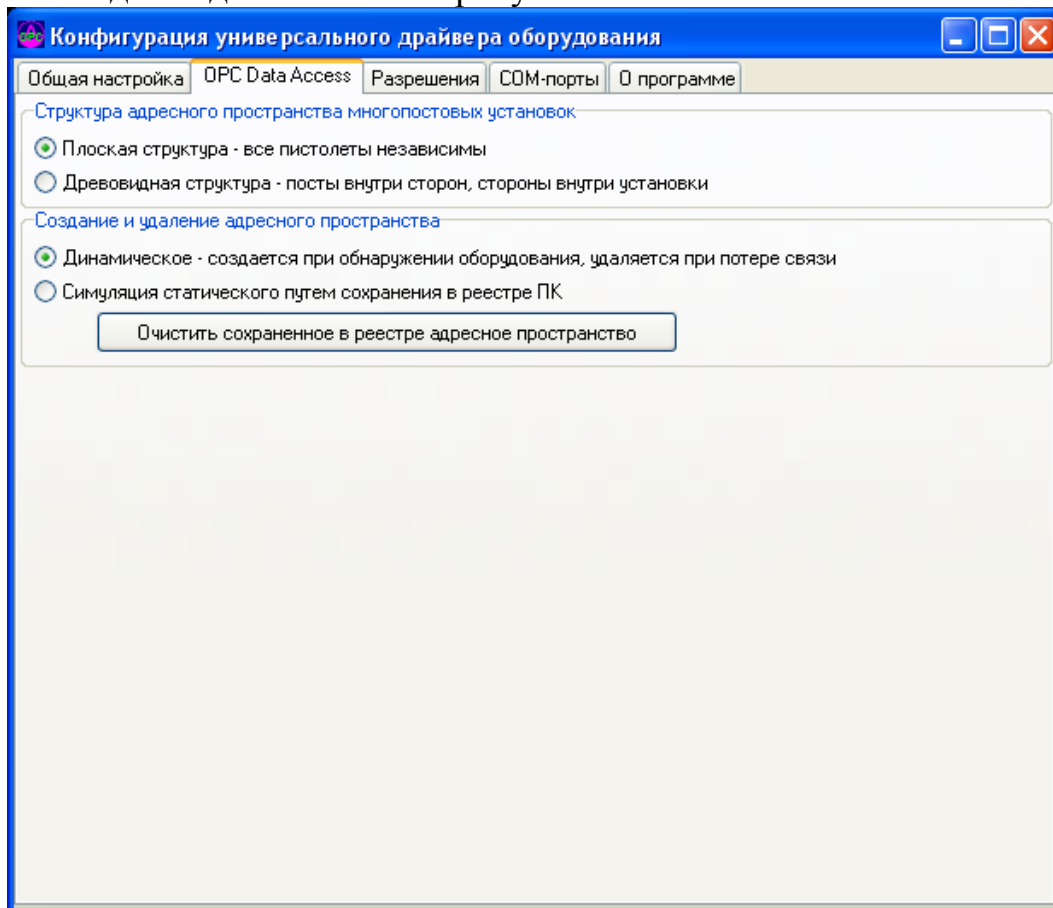 Конфигурация универсального драйвера оборудования
Общая настройка OPC Data Access Разрешения COM-порты О программе
Структура адресного пространства многопостовых установок
Плоская структура - все пистолеты независимы
Древовидная структура - посты внутри сторон, стороны внутри установки
Создание и удаление адресного пространства
Динамическое - создается при обнаружении оборудования, удаляется при потере связи
Симуляция статического путем сохранения в реестре ПК
Очистить сохраненное в реестре адресное пространство